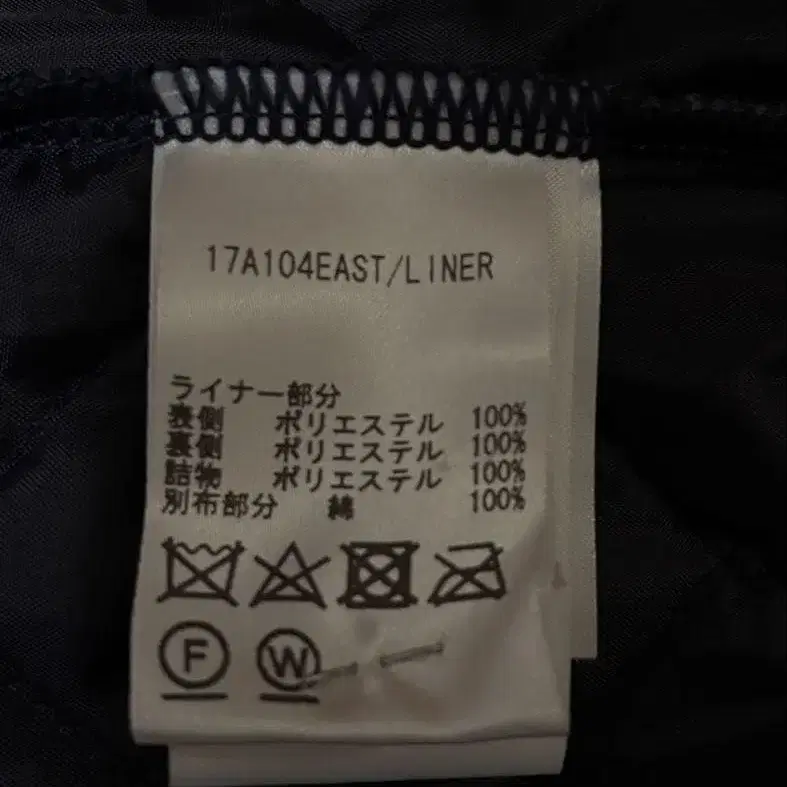 17A104EAST/LINER
ライナー部分
表側 ポリエステル 100%
裏側 ポリエステル 100%
詰物 ポリエステル 100%
別布部分 綿 100%
F W